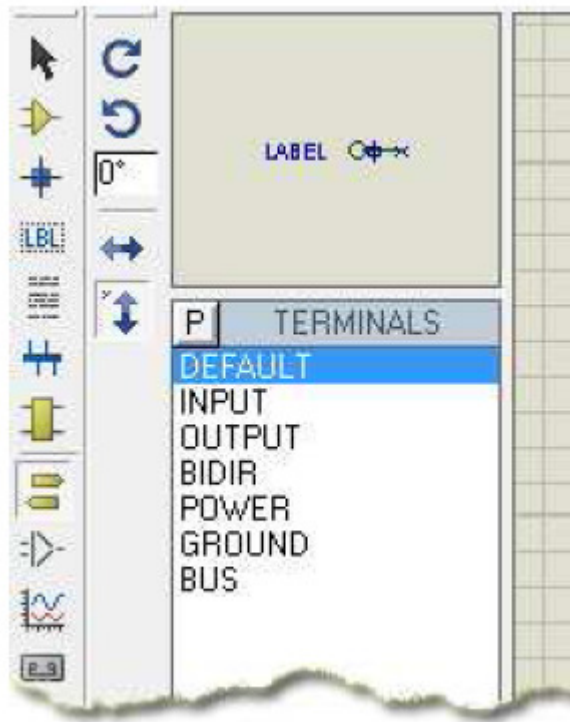 LBL
0°
LABEL
P TERMINALS
DEFAULT
INPUT
OUTPUT
BIDIR
POWER
GROUND
BUS